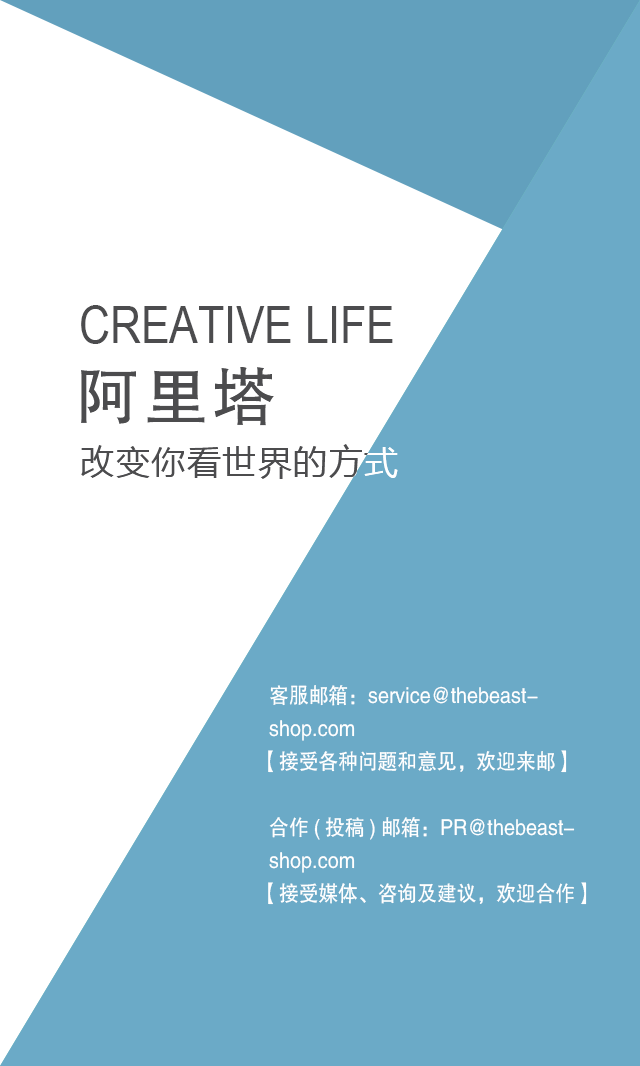 CREATIVE LIFE
阿里塔
改变你看世界的方式
客服邮箱：service@thebeast-
shop.com
【接受各种问题和意见，欢迎来邮】
合作(投稿)邮箱：PR@thebeast-
shop.com
【接受媒体、咨询及建议，欢迎合作】